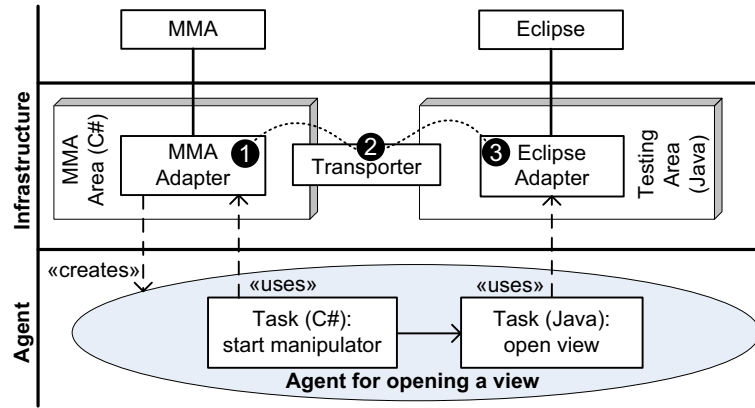 MMA
Eclipse
Infrastructure
MMA
Area (C#)
MMA
Adapter
1
2
Transporter
3
Eclipse
Adapter
Testing
Area
(Java)
Agent
«creates»
«uses»
«uses»
Task (C#):
start manipulator
Task (Java):
open view
Agent for opening a view